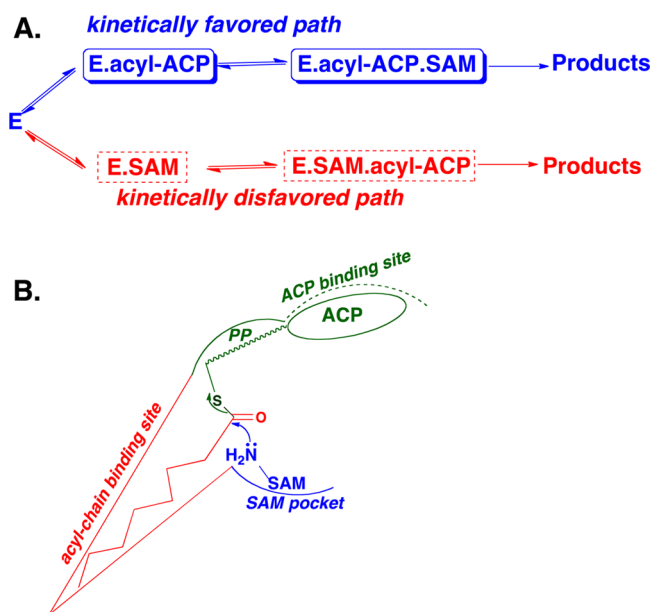 A.
kinetically favored path
E.acyl-ACP
E.acyl-ACP.SAM
Products
E
E.SAM
E.SAM.acyl-ACP
Products
kinetically disfavored path
B.
ACP binding site
ACP
PP
S
O
H₂N
SAM
SAM pocket
acyl-chain binding site